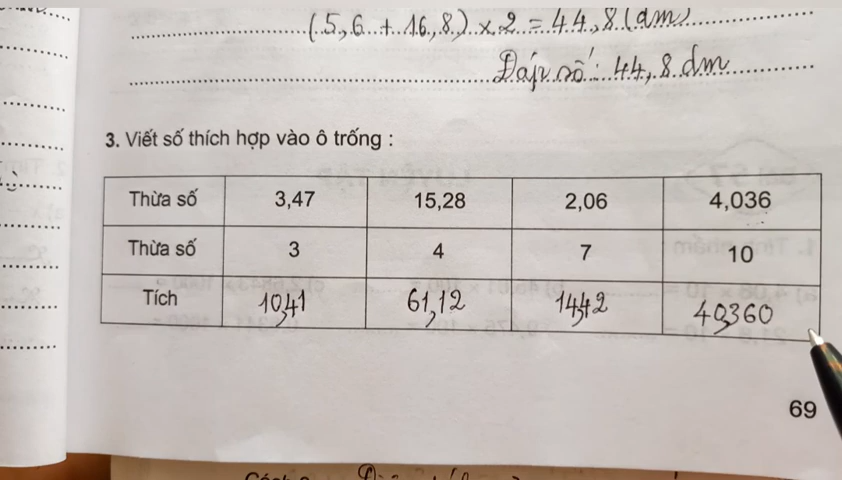 (5,6 + 16,8) x 2 = 44,8 (dm)
Đáp số: 44,8 dm
3. Viết số thích hợp vào ô trống :
Thừa số 3,47 15,28 2,06 4,036
Thừa số 3 4 7 10
Tích 10,41 61,12 14,42 40,360
69